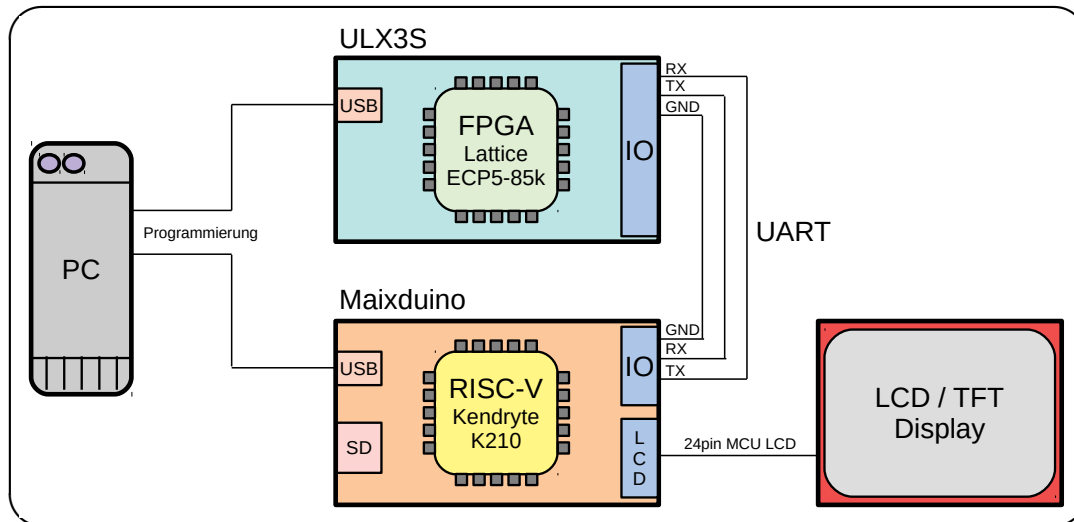 ULX3S
USB
FPGA
Lattice
ECP5-85k
IO
RX
TX
GND
UART
PC
Programmierung
Maixduino
USB
SD
RISC-V
Kendryte
K210
IO
GND
RX
TX
L
C
D
24pin MCU LCD
LCD / TFT
Display